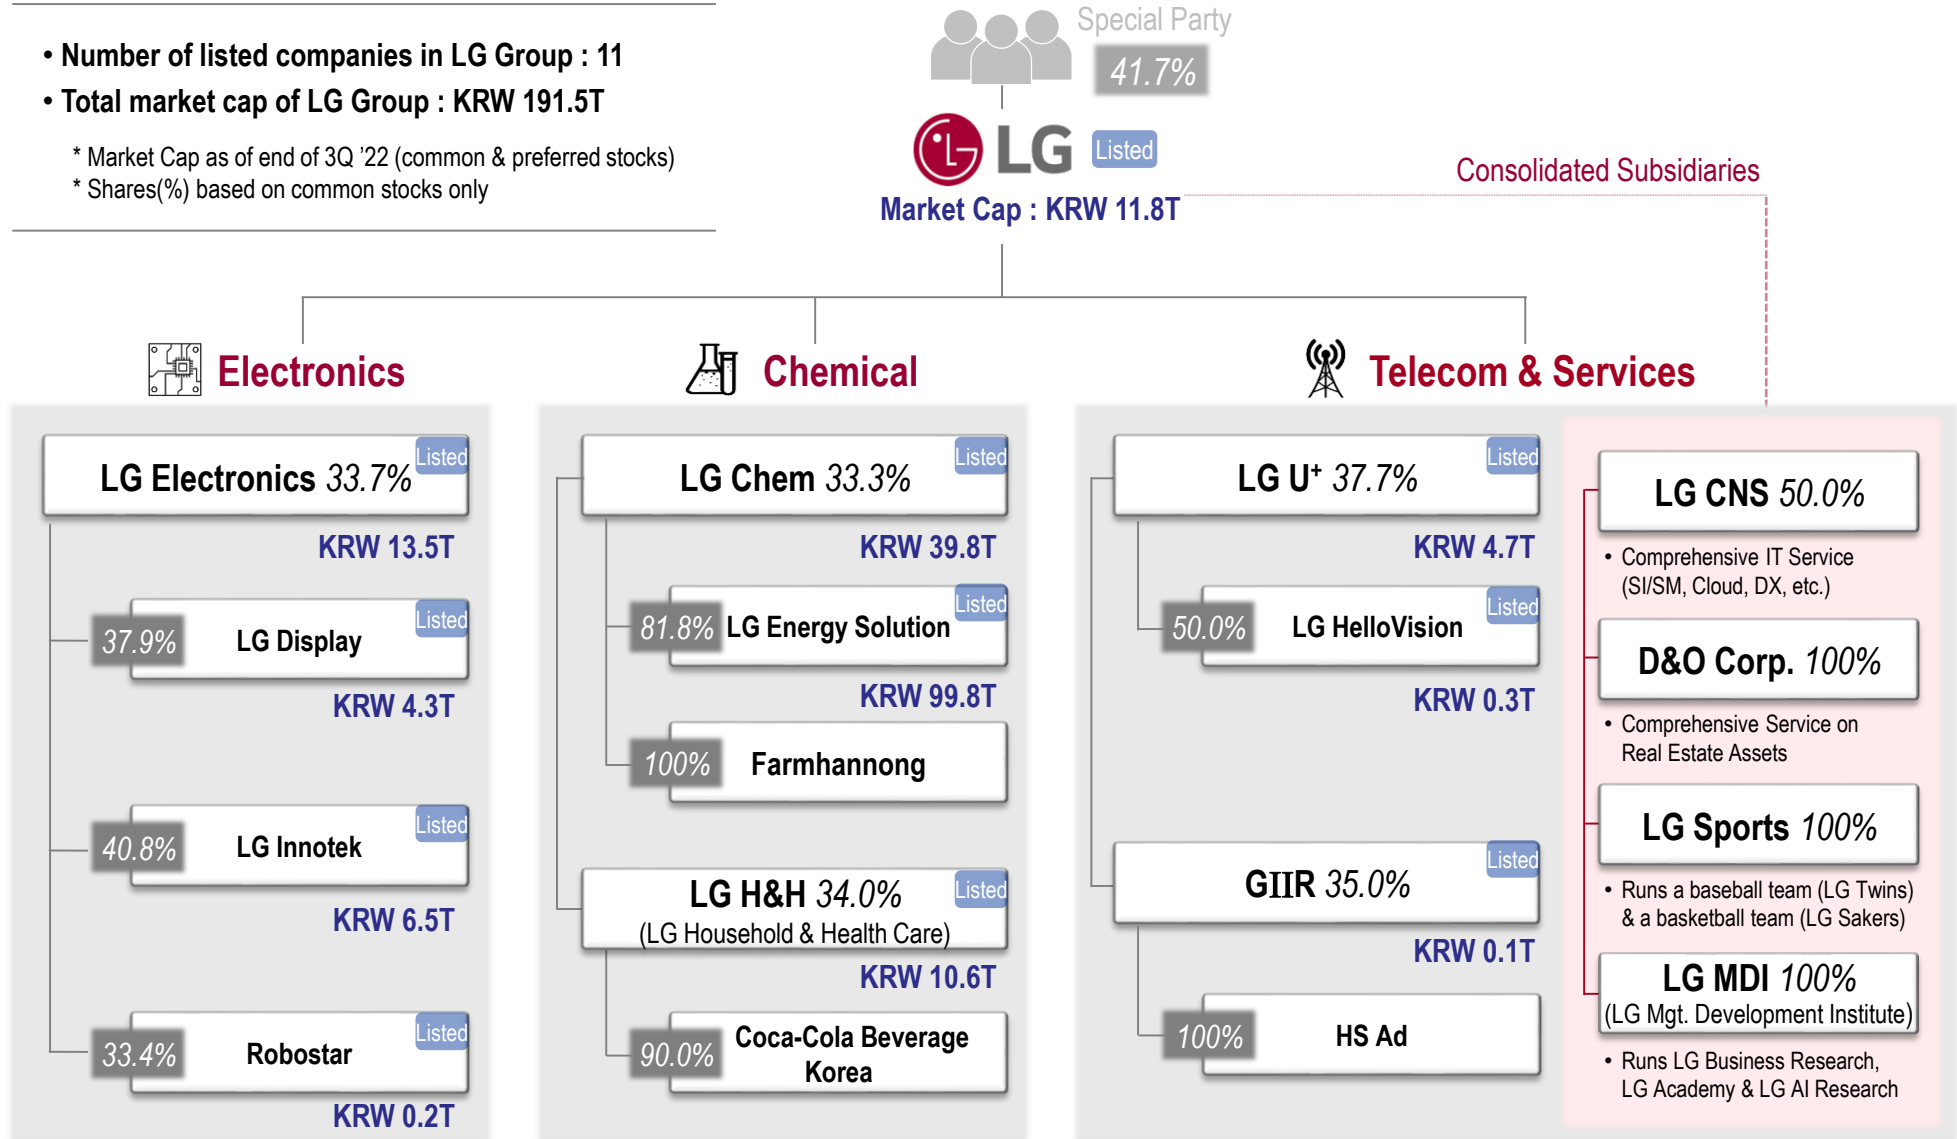 • Number of listed companies in LG Group : 11
• Total market cap of LG Group : KRW 191.5T
* Market Cap as of end of 3Q ’22 (common & preferred stocks)
* Shares(%) based on common stocks only
Special Party
41.7%
LG
Listed
Market Cap : KRW 11.8T
Consolidated Subsidiaries
Electronics
LG Electronics 33.7%
Listed
KRW 13.5T
37.9%
LG Display
Listed
KRW 4.3T
40.8%
LG Innotek
Listed
KRW 6.5T
33.4%
Robostar
Listed
KRW 0.2T
Chemical
LG Chem 33.3%
Listed
KRW 39.8T
81.8%
LG Energy Solution
Listed
KRW 99.8T
100%
Farmhannong
LG H&H 34.0%
(LG Household & Health Care)
Listed
KRW 10.6T
90.0%
Coca-Cola Beverage
Korea
Telecom & Services
LG U+ 37.7%
Listed
KRW 4.7T
50.0%
LG HelloVision
Listed
KRW 0.3T
GIIR 35.0%
Listed
KRW 0.1T
100%
HS Ad
LG CNS 50.0%
• Comprehensive IT Service
(SI/SM, Cloud, DX, etc.)
D&O Corp. 100%
• Comprehensive Service on
Real Estate Assets
LG Sports 100%
• Runs a baseball team (LG Twins)
& a basketball team (LG Sakers)
LG MDI 100%
(LG Mgt. Development Institute)
• Runs LG Business Research,
LG Academy & LG AI Research